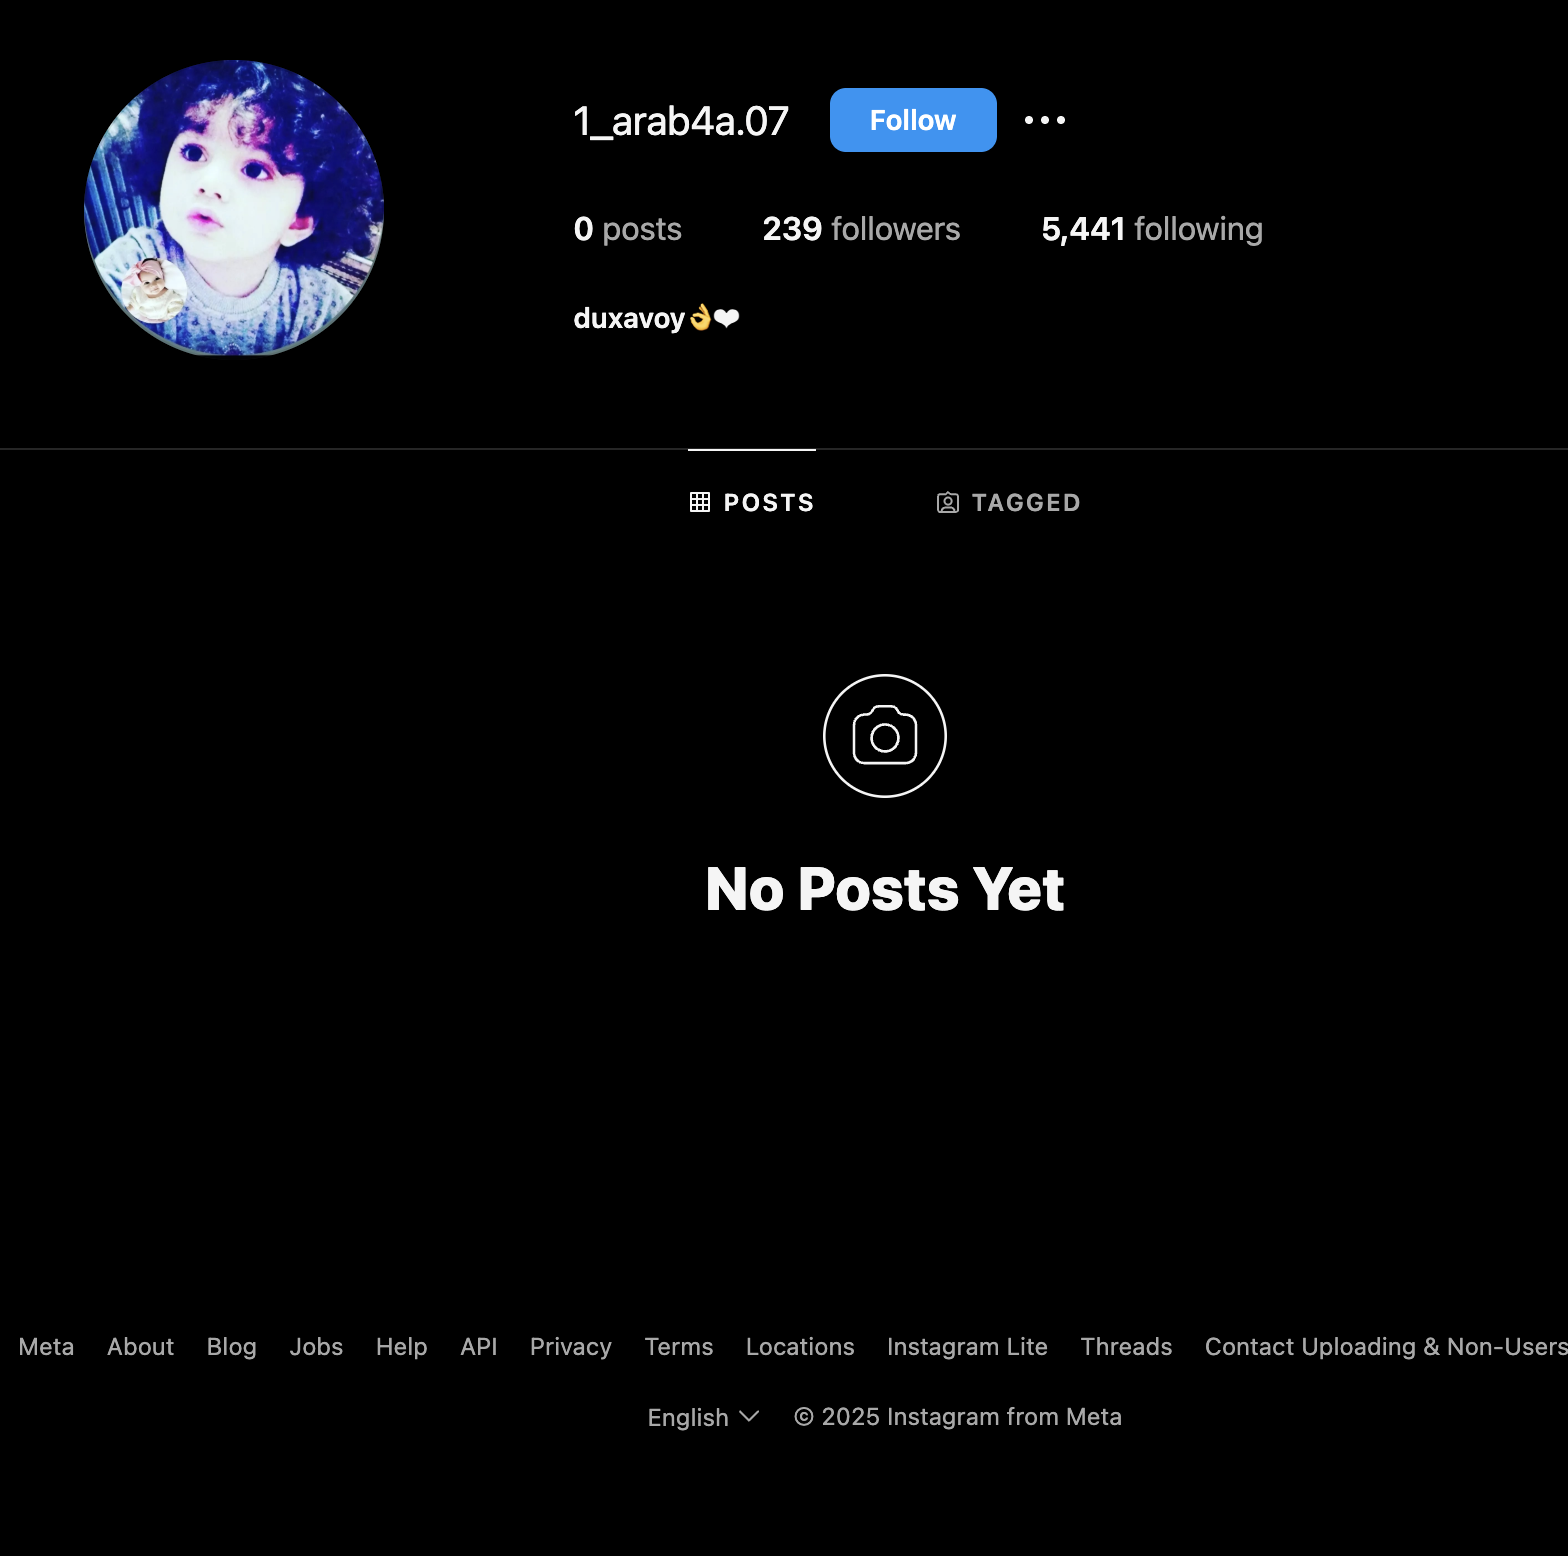 1_arab4a.07 Follow
0 posts 239 followers 5,441 following
duxavoy👌❤
POSTS TAGGED
No Posts Yet
Meta About Blog Jobs Help API Privacy Terms Locations Instagram Lite Threads Contact Uploading & Non-Users
English © 2025 Instagram from Meta